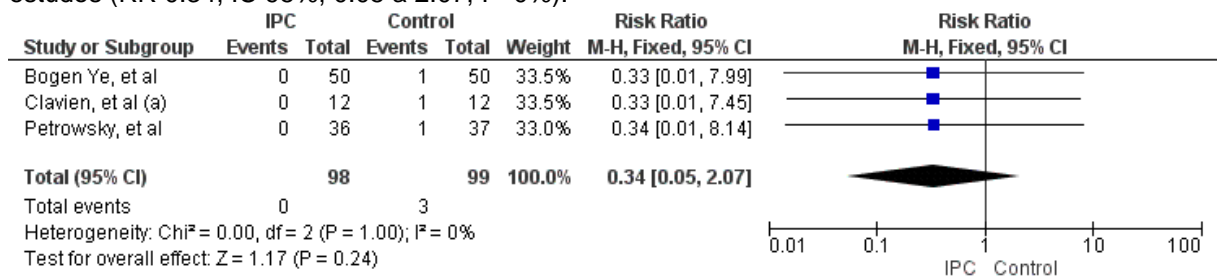 IPC Control Risk Ratio Risk Ratio
Study or Subgroup Events Total Events Total Weight M-H, Fixed, 95% CI M-H, Fixed, 95% CI
Bogen Ye, et al 0 50 1 50 33.5% 0.33 [0.01, 7.99]
Clavien, et al (a) 0 12 1 12 33.5% 0.33 [0.01, 7.45]
Petrowsky, et al 0 36 1 37 33.0% 0.34 [0.01, 8.14]
Total (95% CI) 98 99 100.0% 0.34 [0.05, 2.07]
Total events 0 3
Heterogeneity: Chi² = 0.00, df = 2 (P = 1.00); I² = 0%
Test for overall effect: Z = 1.17 (P = 0.24)
0.01 0.1 1 10 100
IPC Control